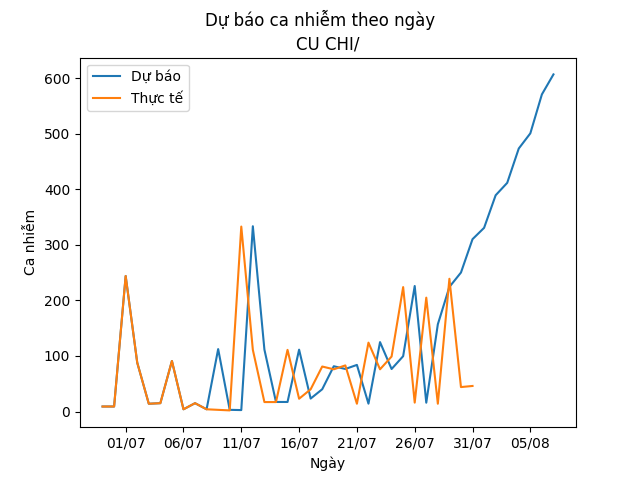 Dự báo ca nhiễm theo ngày
CU CHI/
Dự báo
Thực tế
600
500
400
300
200
100
0
Ca nhiễm
01/07 06/07 11/07 16/07 21/07 26/07 31/07 05/08
Ngày